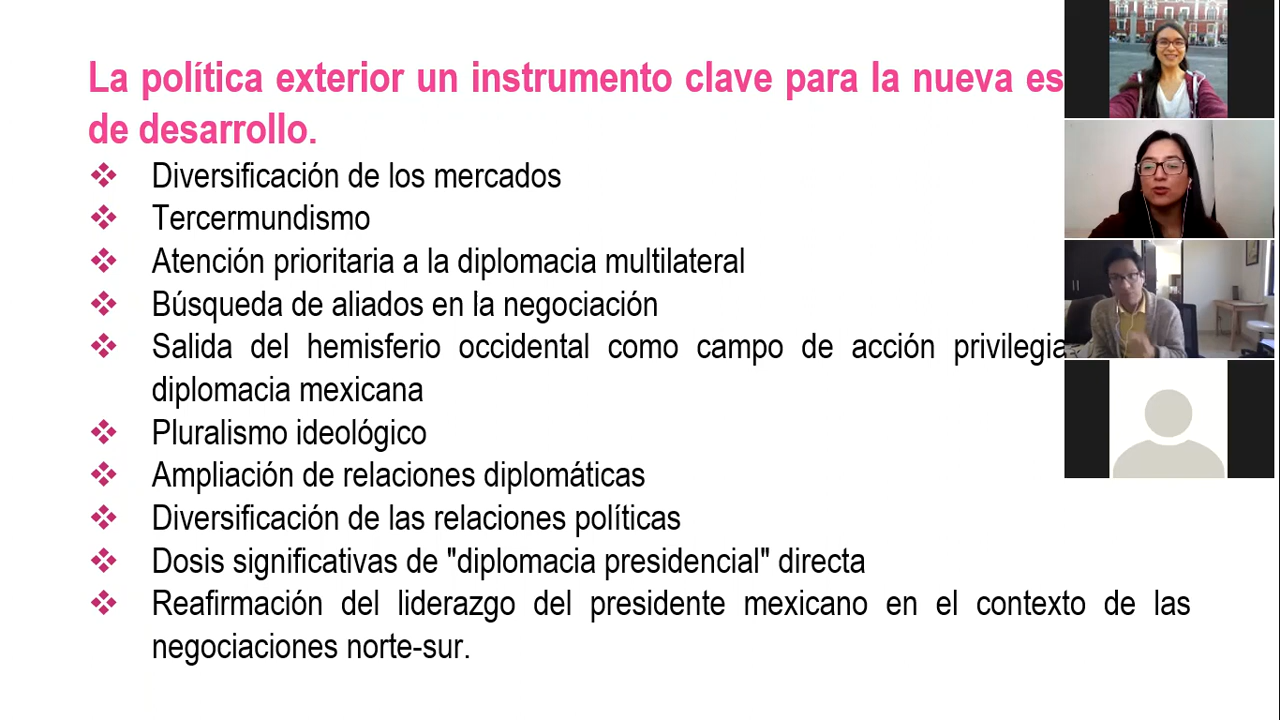 La política exterior un instrumento clave para la nueva es
de desarrollo.
❖ Diversificación de los mercados
❖ Tercermundismo
❖ Atención prioritaria a la diplomacia multilateral
❖ Búsqueda de aliados en la negociación
❖ Salida del hemisferio occidental como campo de acción privilegia
diplomacia mexicana
❖ Pluralismo ideológico
❖ Ampliación de relaciones diplomáticas
❖ Diversificación de las relaciones políticas
❖ Dosis significativas de "diplomacia presidencial" directa
❖ Reafirmación del liderazgo del presidente mexicano en el contexto de las
negociaciones norte-sur.